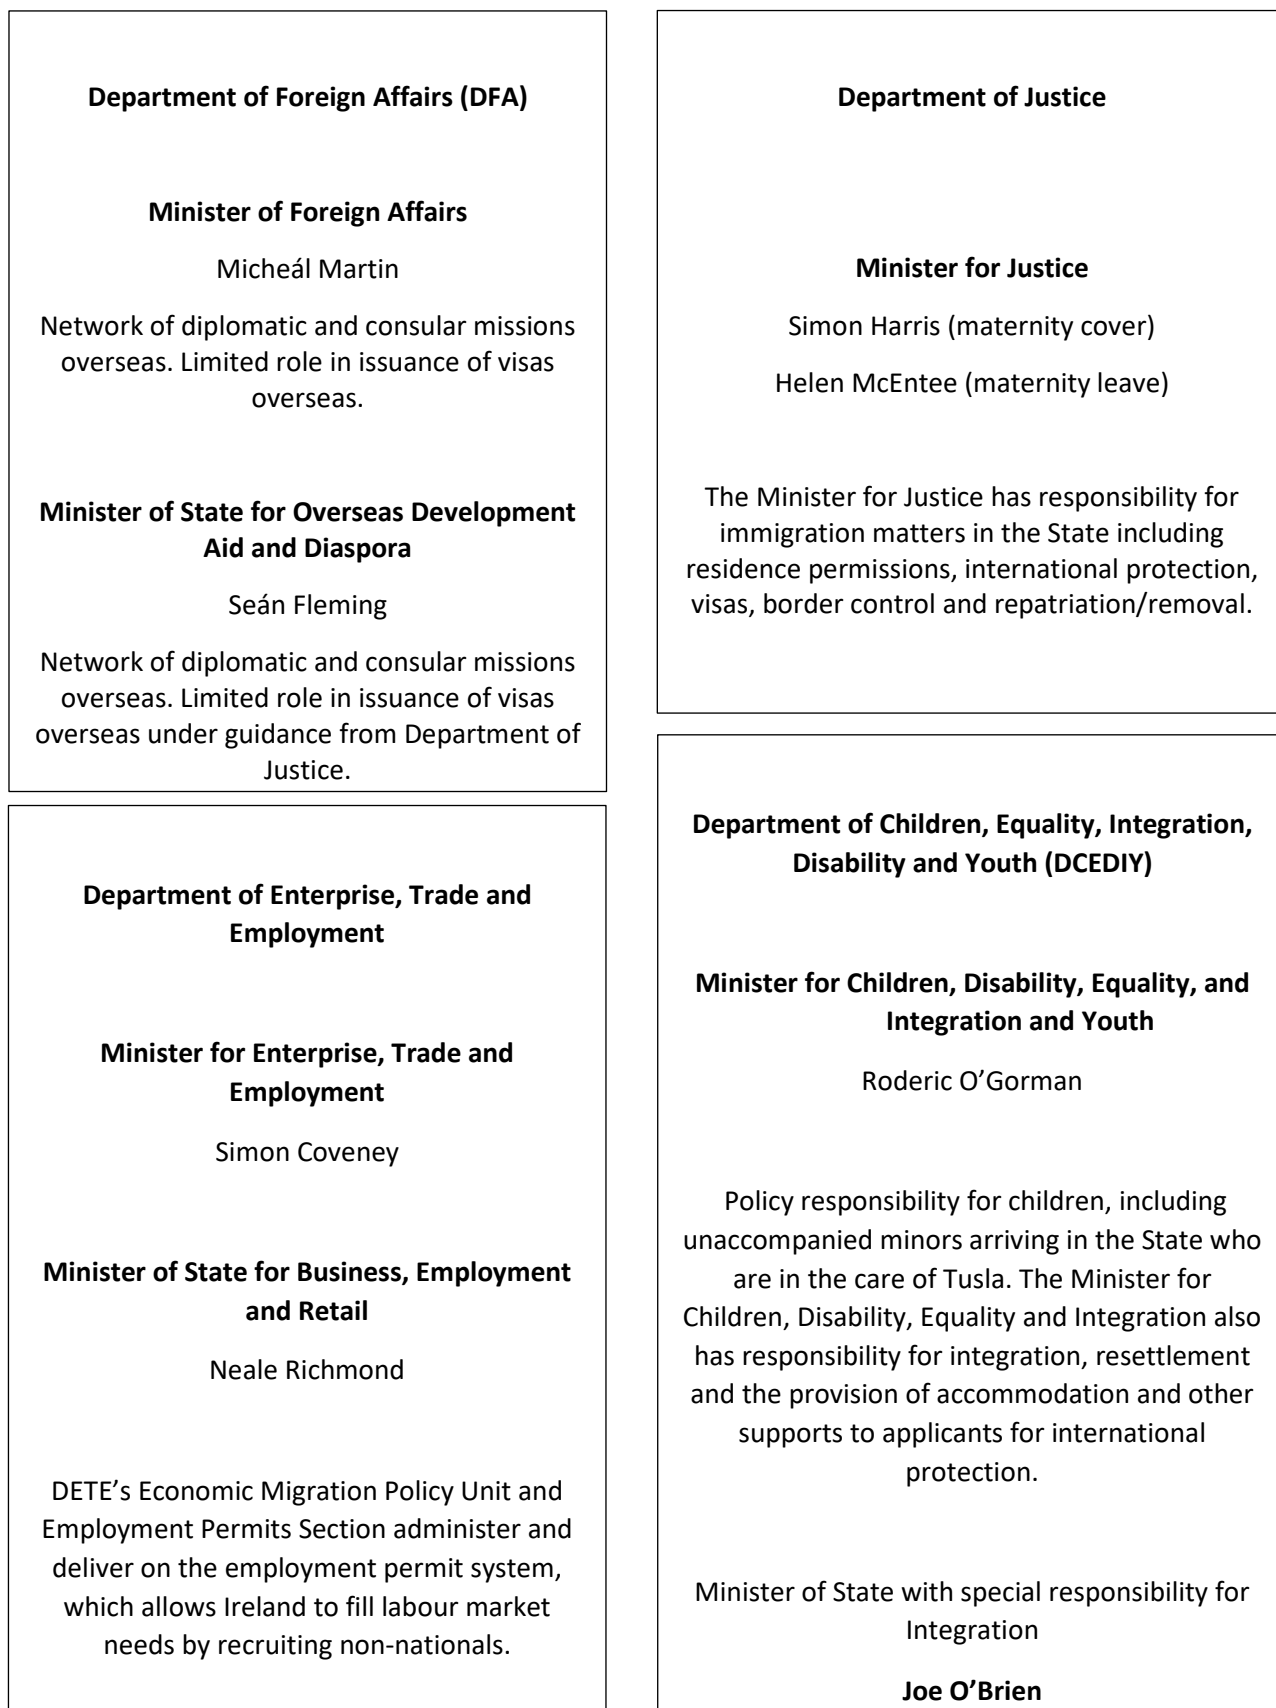 Department of Foreign Affairs (DFA)
Minister of Foreign Affairs
Micheál Martin
Network of diplomatic and consular missions
overseas. Limited role in issuance of visas
overseas.
Minister of State for Overseas Development
Aid and Diaspora
Seán Fleming
Network of diplomatic and consular missions
overseas. Limited role in issuance of visas
overseas under guidance from Department of
Justice.
Department of Justice
Minister for Justice
Simon Harris (maternity cover)
Helen McEntee (maternity leave)
The Minister for Justice has responsibility for
immigration matters in the State including
residence permissions, international protection,
visas, border control and repatriation/removal.
Department of Enterprise, Trade and
Employment
Minister for Enterprise, Trade and
Employment
Simon Coveney
Minister of State for Business, Employment
and Retail
Neale Richmond
DETE’s Economic Migration Policy Unit and
Employment Permits Section administer and
deliver on the employment permit system,
which allows Ireland to fill labour market
needs by recruiting non-nationals.
Department of Children, Equality, Integration,
Disability and Youth (DCEDIY)
Minister for Children, Disability, Equality, and
Integration and Youth
Roderic O’Gorman
Policy responsibility for children, including
unaccompanied minors arriving in the State who
are in the care of Tusla. The Minister for
Children, Disability, Equality and Integration also
has responsibility for integration, resettlement
and the provision of accommodation and other
supports to applicants for international
protection.
Minister of State with special responsibility for
Integration
Joe O’Brien